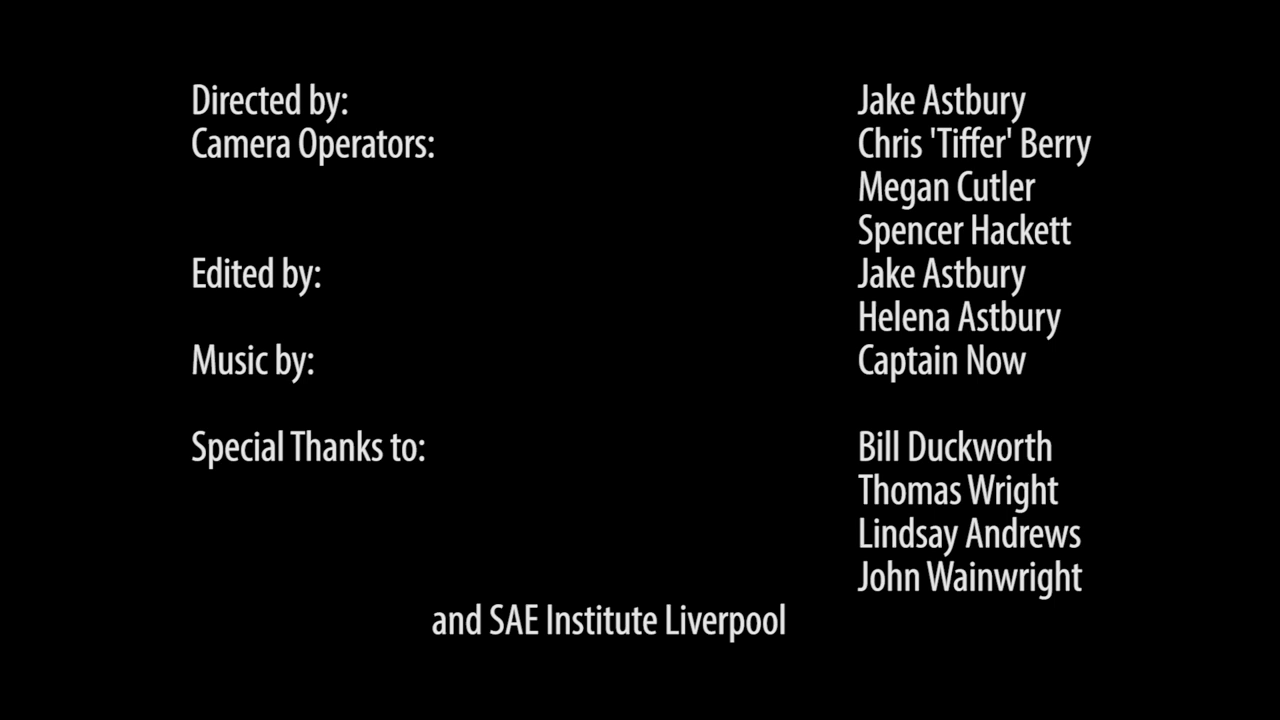 Directed by: Jake Astbury
Camera Operators: Chris 'Tiffer' Berry
Megan Cutler
Spencer Hackett
Edited by: Jake Astbury
Helena Astbury
Music by: Captain Now
Special Thanks to: Bill Duckworth
Thomas Wright
Lindsay Andrews
John Wainwright
and SAE Institute Liverpool